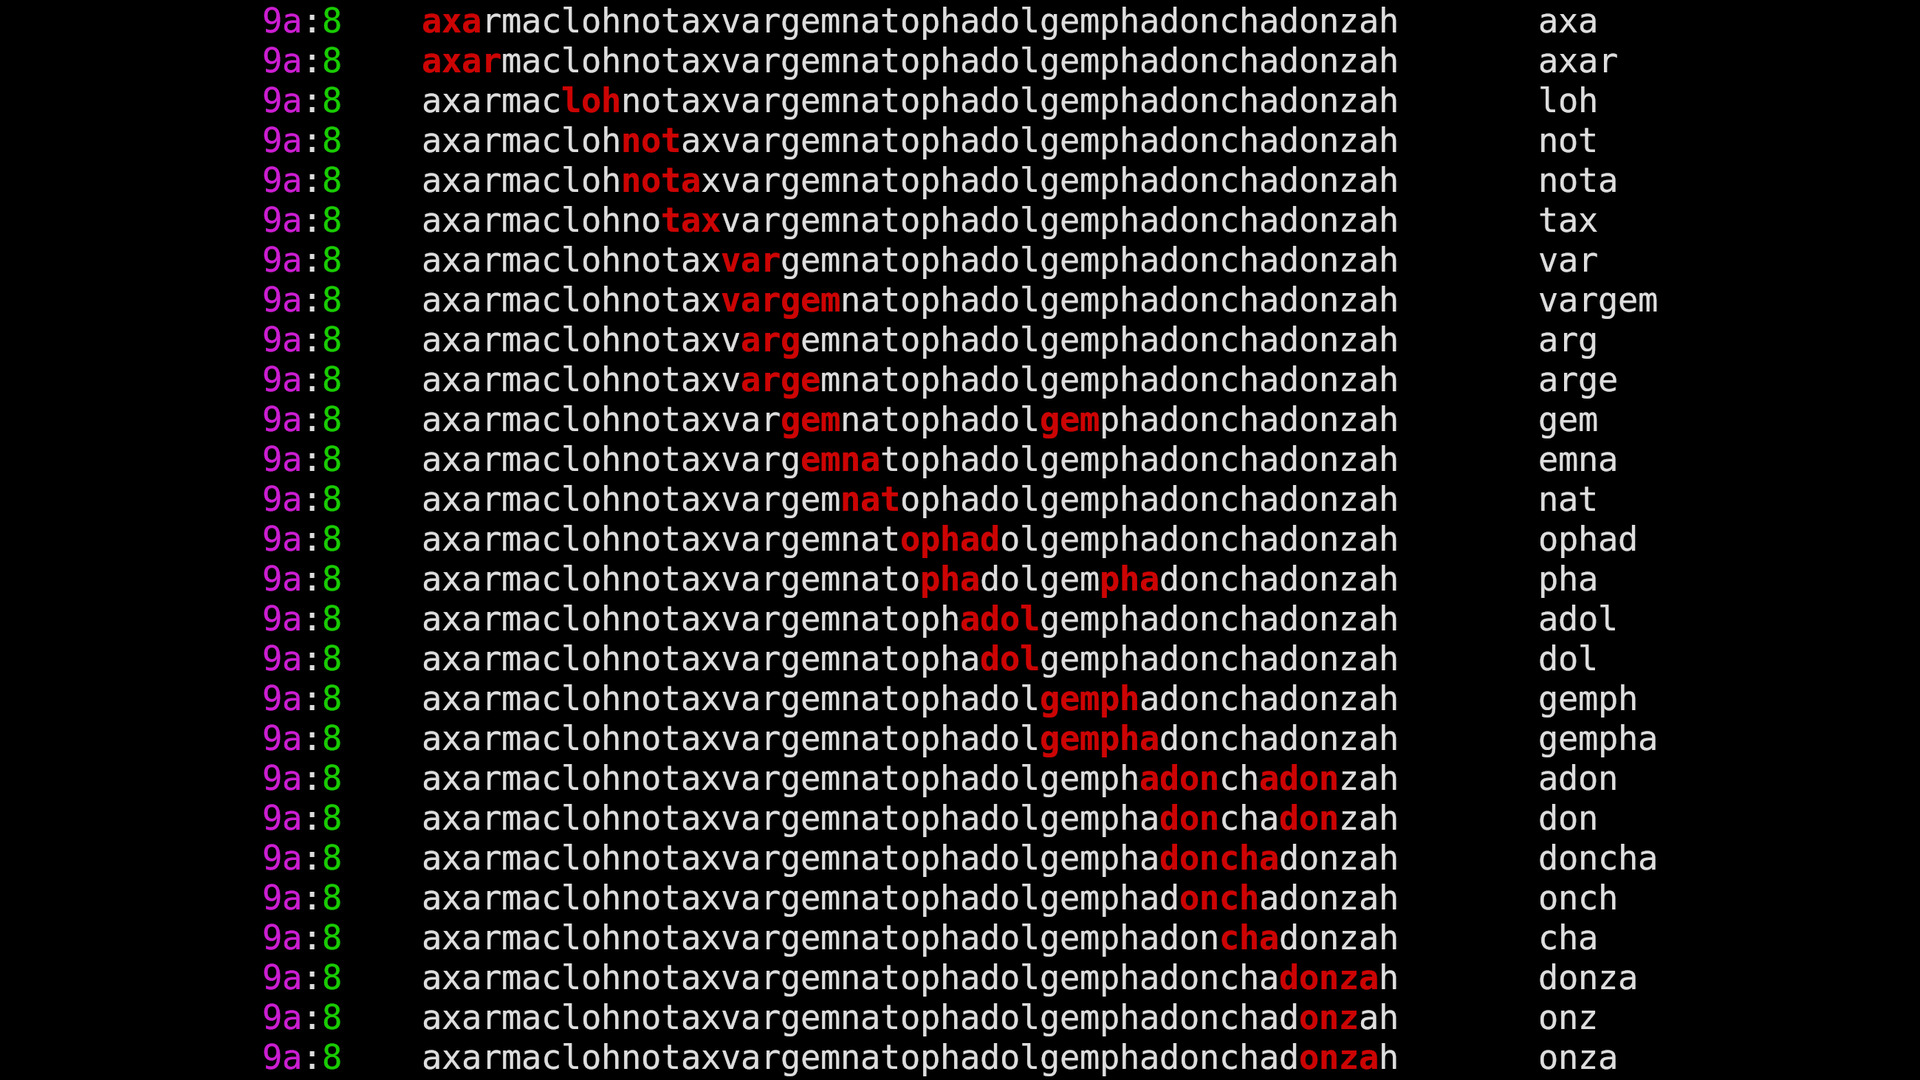 9a:8 axarmaclohnotaxvargemnatophadolgemphadonchadonzah axa
9a:8 axarmaclohnotaxvargemnatophadolgemphadonchadonzah axar
9a:8 axarmaclohnotaxvargemnatophadolgemphadonchadonzah loh
9a:8 axarmaclohnotaxvargemnatophadolgemphadonchadonzah not
9a:8 axarmaclohnotaxvargemnatophadolgemphadonchadonzah nota
9a:8 axarmaclohnotaxvargemnatophadolgemphadonchadonzah tax
9a:8 axarmaclohnotaxvargemnatophadolgemphadonchadonzah var
9a:8 axarmaclohnotaxvargemnatophadolgemphadonchadonzah vargem
9a:8 axarmaclohnotaxvargemnatophadolgemphadonchadonzah arg
9a:8 axarmaclohnotaxvargemnatophadolgemphadonchadonzah arge
9a:8 axarmaclohnotaxvargemnatophadolgemphadonchadonzah gem
9a:8 axarmaclohnotaxvargemnatophadolgemphadonchadonzah emna
9a:8 axarmaclohnotaxvargemnatophadolgemphadonchadonzah nat
9a:8 axarmaclohnotaxvargemnatophadolgemphadonchadonzah ophad
9a:8 axarmaclohnotaxvargemnatophadolgemphadonchadonzah pha
9a:8 axarmaclohnotaxvargemnatophadolgemphadonchadonzah adol
9a:8 axarmaclohnotaxvargemnatophadolgemphadonchadonzah dol
9a:8 axarmaclohnotaxvargemnatophadolgemphadonchadonzah gemph
9a:8 axarmaclohnotaxvargemnatophadolgemphadonchadonzah gempha
9a:8 axarmaclohnotaxvargemnatophadolgemphadonchadonzah adon
9a:8 axarmaclohnotaxvargemnatophadolgemphadonchadonzah don
9a:8 axarmaclohnotaxvargemnatophadolgemphadonchadonzah doncha
9a:8 axarmaclohnotaxvargemnatophadolgemphadonchadonzah onch
9a:8 axarmaclohnotaxvargemnatophadolgemphadonchadonzah cha
9a:8 axarmaclohnotaxvargemnatophadolgemphadonchadonzah donza
9a:8 axarmaclohnotaxvargemnatophadolgemphadonchadonzah onz
9a:8 axarmaclohnotaxvargemnatophadolgemphadonchadonzah onza